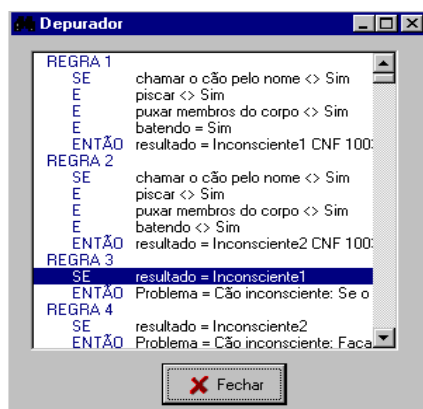 Depurador
REGRA 1
SE chamar o cão pelo nome <> Sim
E piscar <> Sim
E puxar membros do corpo <> Sim
E batendo = Sim
ENTÃO resultado = Inconsciente1 CNF 100
REGRA 2
SE chamar o cão pelo nome <> Sim
E piscar <> Sim
E puxar membros do corpo <> Sim
E batendo <> Sim
ENTÃO resultado = Inconsciente2 CNF 100
REGRA 3
SE resultado = Inconsciente1
ENTÃO Problema = Cão inconsciente: Se o
REGRA 4
SE resultado = Inconsciente2
ENTÃO Problema = Cão inconsciente: Faca
Fechar